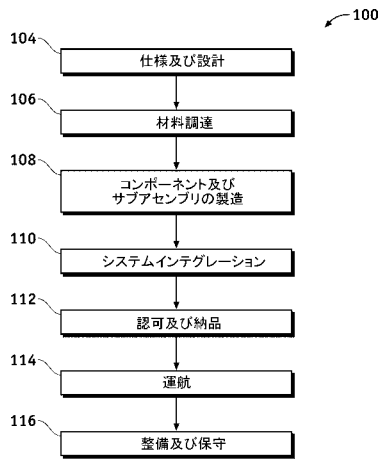 100
104
仕様及び設計
106
材料調達
108
コンポーネント及び
サブアセンブリの製造
110
システムインテグレーション
112
認可及び納品
114
運航
116
整備及び保守